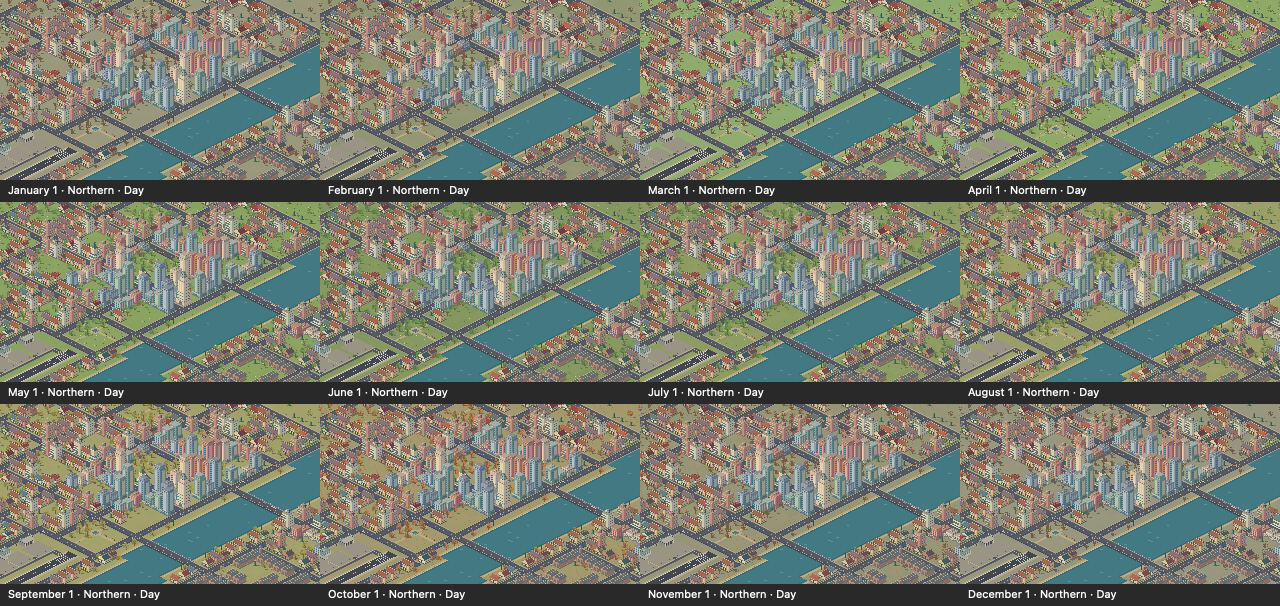 January 1 · Northern · Day
February 1 · Northern · Day
March 1 · Northern · Day
April 1 · Northern · Day
May 1 · Northern · Day
June 1 · Northern · Day
July 1 · Northern · Day
August 1 · Northern · Day
September 1 · Northern · Day
October 1 · Northern · Day
November 1 · Northern · Day
December 1 · Northern · Day